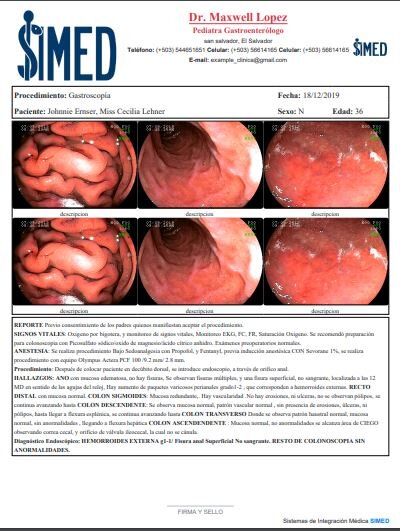 SIMED
Dr. Maxwell Lopez
Pediatra Gastroenterólogo
san salvador, El Salvador
Teléfono: (+503) 544651651 Celular: (+503) 56614165 Celular: (+503) 56614165
SIMED
E-mail: example_clinica@gmail.com
Procedimiento: Gastroscopia
Fecha: 18/12/2019
Paciente: Johnnie Ernser, Miss Cecilia Lehner
Sexo: N
Edad: 36
descripcion
descripcion
descripcion
descripcion
descripcion
descripcion
REPORTE Previo consentimiento de los padres quienes manifiestan aceptar el procedimiento.
SIGNOS VITALES: Oxigeno por bigotera, y monitoreo de signos vitales, Monitoreo EKG, FC, FR, Saturación Oxigeno. Se recomendó preparación
para colonoscopia con Picosulfato sódico/oxido de magnesio/ácido cítrico anhidro. Exámenes preoperatorios normales.
ANESTESIA: Se realiza procedimiento Bajo Sedoanalgesia con Propofol, y Fentanyl, previa inducción anestésica CON Sevorane 1%, se realiza
procedimiento con equipo Olympus Actera PCF 100 /9.2 mm/ 2.8 mm.
Procedimiento: Después de colocar paciente en decúbito dorsal, se introduce endoscopio, a través de orifico anal.
HALLAZGOS: ANO con mucosa edematosa, no hay fisuras, Se observan fisuras múltiples, y una fisura superficial, no sangrante, localizada a las 12
MD en sentido de las agujas del reloj, Hay aumento de paquetes varicosos perianales grado1-2 , que corresponden a hemorroides externas. RECTO
DISTAL con mucosa normal. COLON SIGMOIDES: Mucosa redundante, Hay vascularidad .No hay erosiones, ni ulceras, no se observan pólipos, se
continua avanzando hasta COLON DESCENDENTE: Se observa mucosa normal, patrón vascular normal , sin presencia de erosiones, úlceras, ni
pólipos, hasta llegar a flexura esplénica, se continua avanzando hasta COLON TRANSVERSO Donde se observa patrón haustral normal, mucosa
normal, sin anormalidades , llegando a flexura hepática COLON ASCENDENDENTE : Mucosa normal, no anormalidades se alcanza área de CIEGO
observando cornea cecal, y orificio de válvula ileocecal, la cual no se cánula.
Diagnóstico Endoscópico: HEMORROIDES EXTERNA g1-1/ Fisura anal Superficial No sangrante. RESTO DE COLONOSCOPIA SIN
ANORMALIDADES.
FIRMA Y SELLO
Sistemas de Integración Médica SIMED